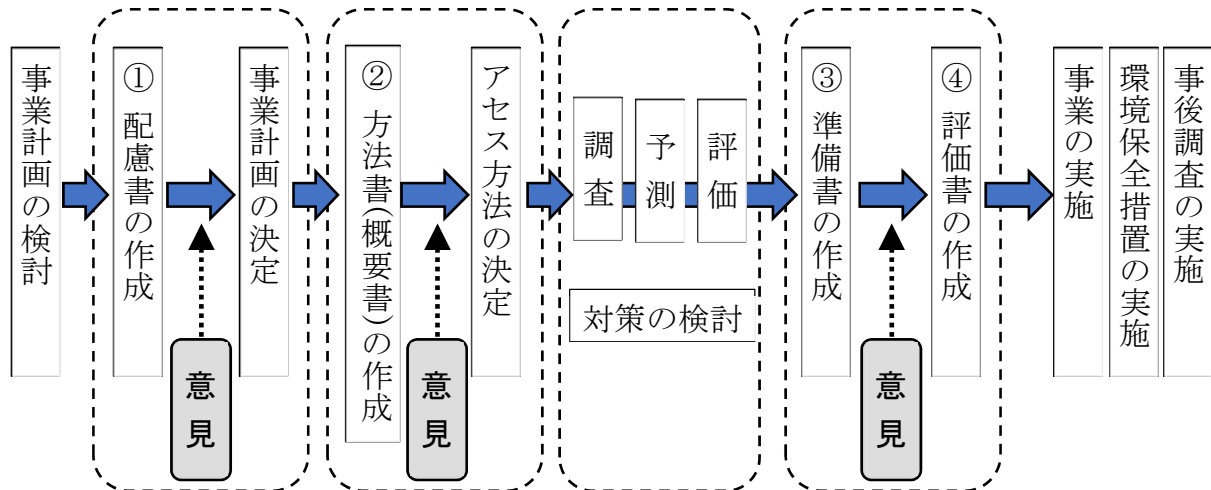 事業計画の検討
① 配慮書の作成
意見
事業計画の決定
② 方法書(概要書)の作成
意見
アセス方法の決定
調査
予測
評価
対策の検討
③ 準備書の作成
意見
④ 評価書の作成
事業の実施
環境保全措置の実施
事後調査の実施